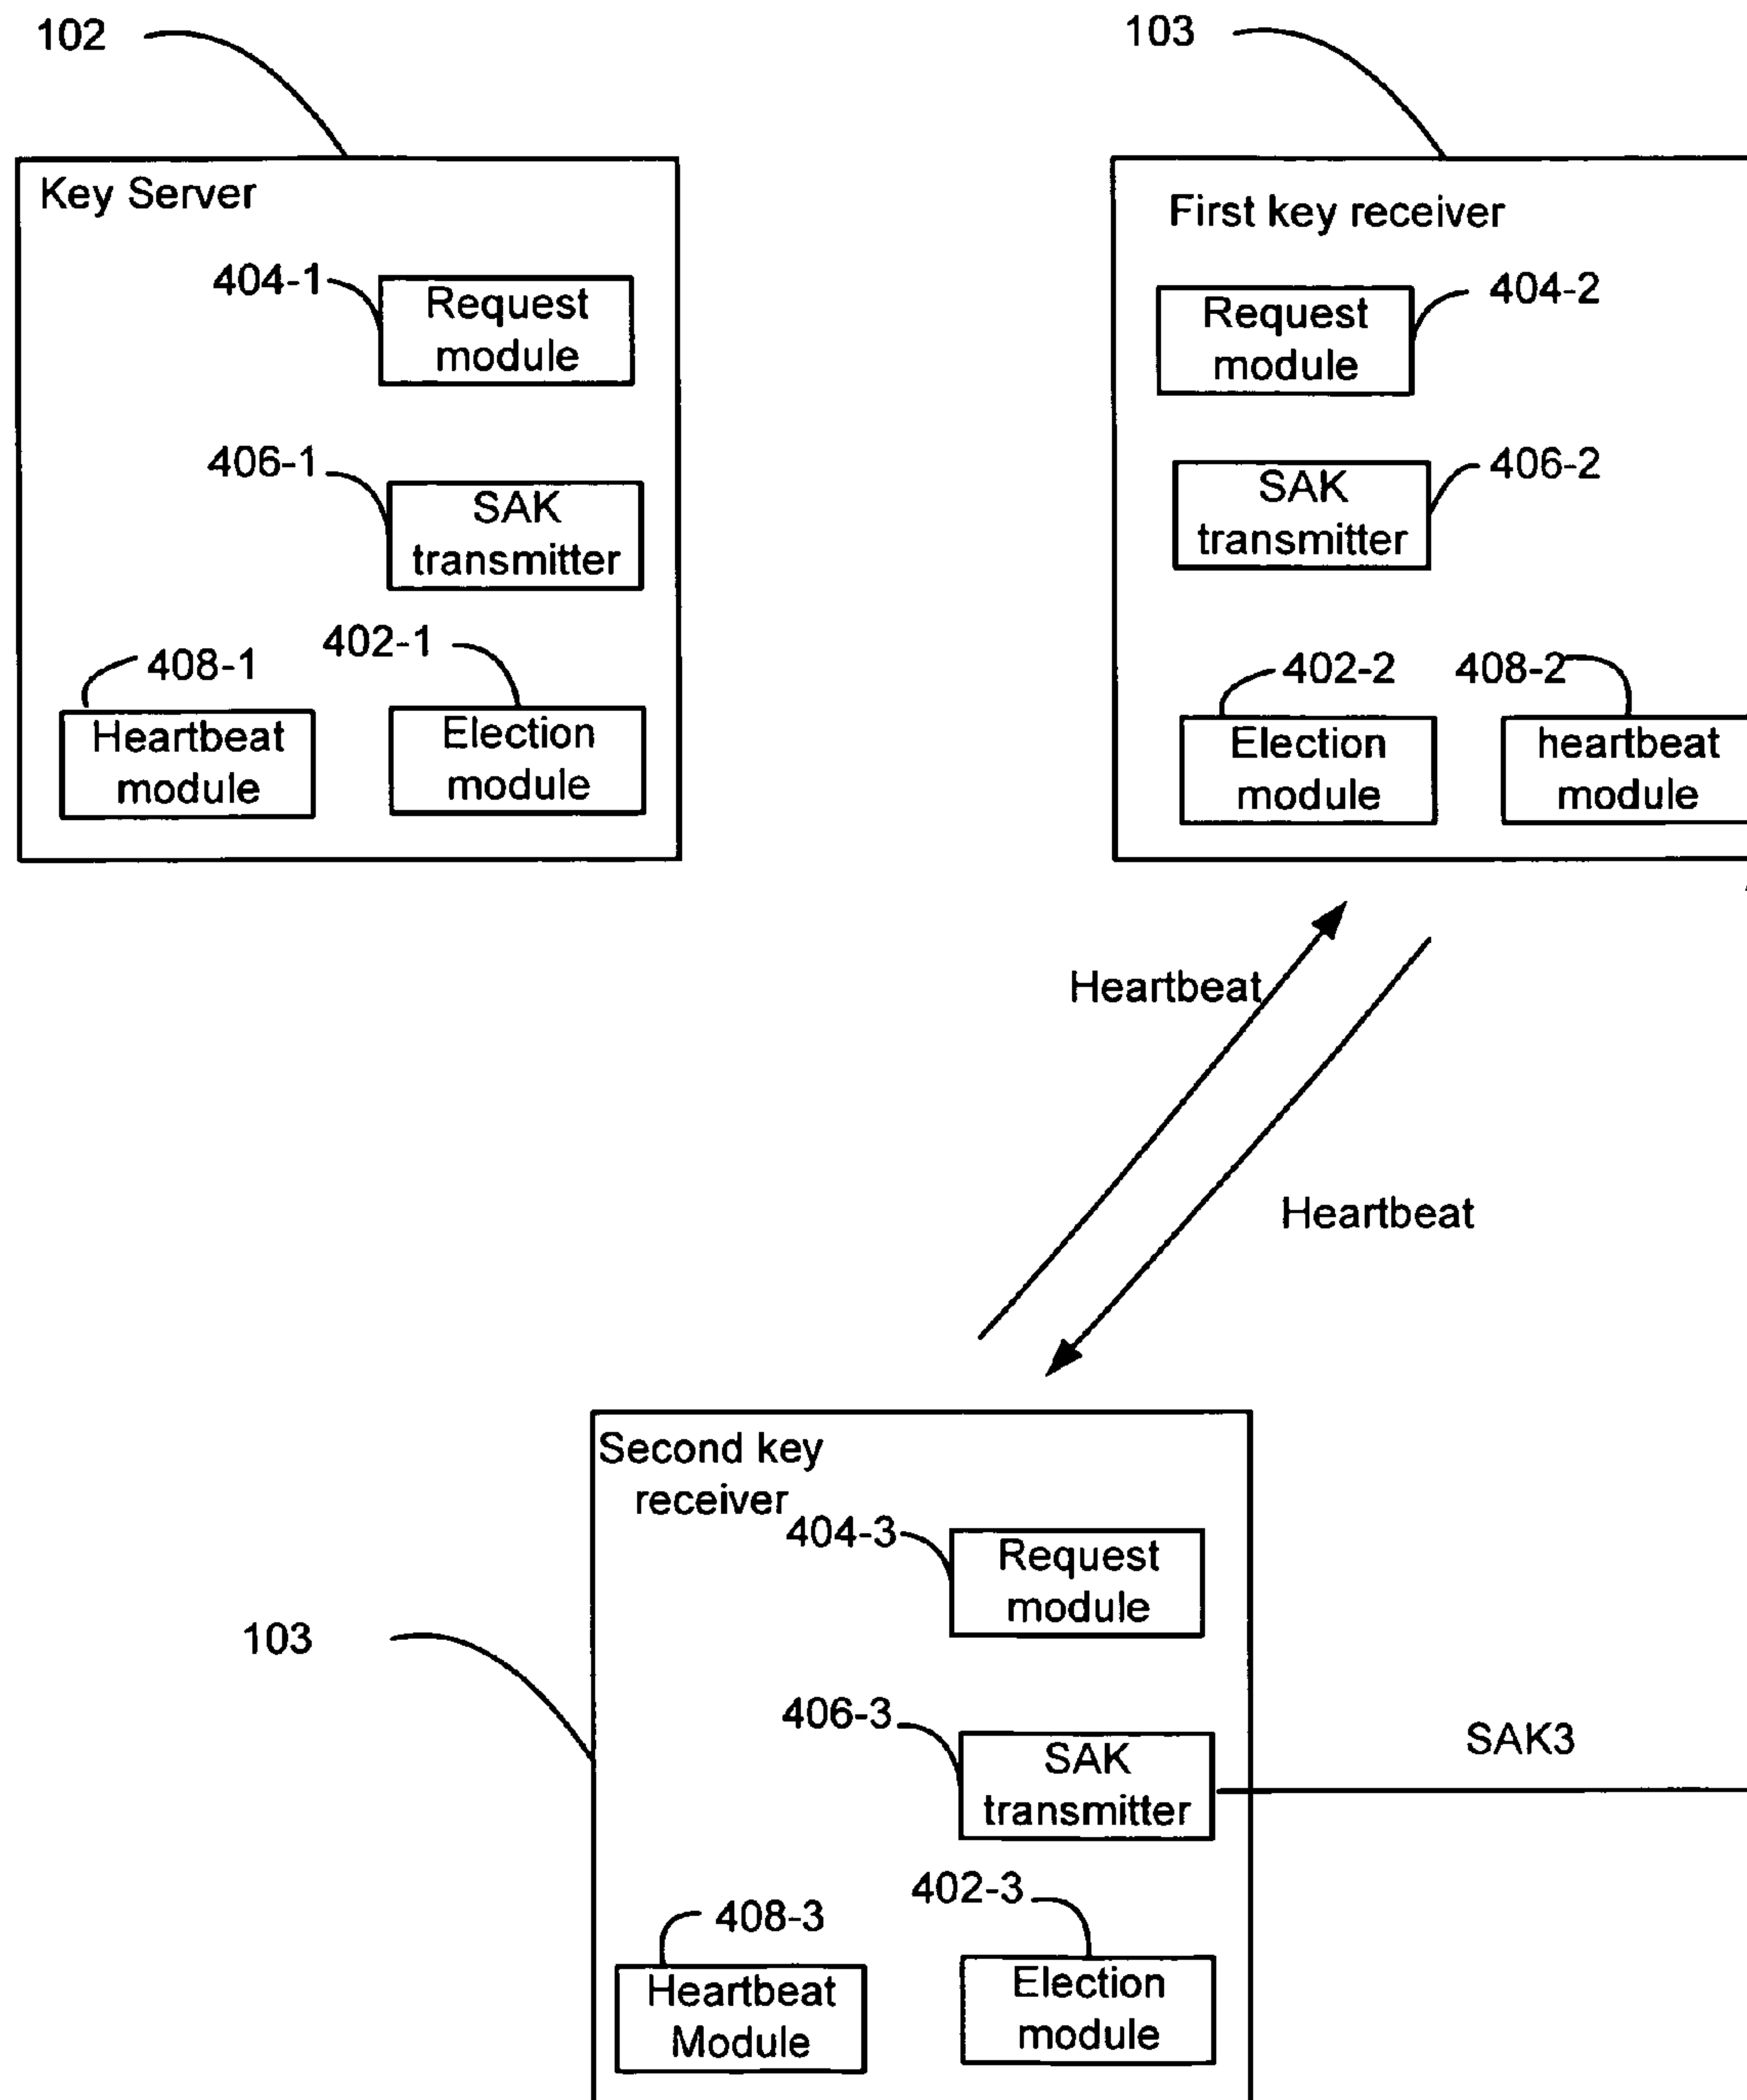 102
103
Key Server
First key receiver
404-1
Request
module
404-2
Request
module
406-1
SAK
transmitter
406-2
SAK
transmitter
408-1
402-1
402-2
408-2
Heartbeat
module
Election
module
Election
module
heartbeat
module
Heartbeat
Heartbeat
Second key
receiver
404-3
Request
module
103
406-3
SAK
transmitter
SAK3
408-3
402-3
Heartbeat
Module
Election
module